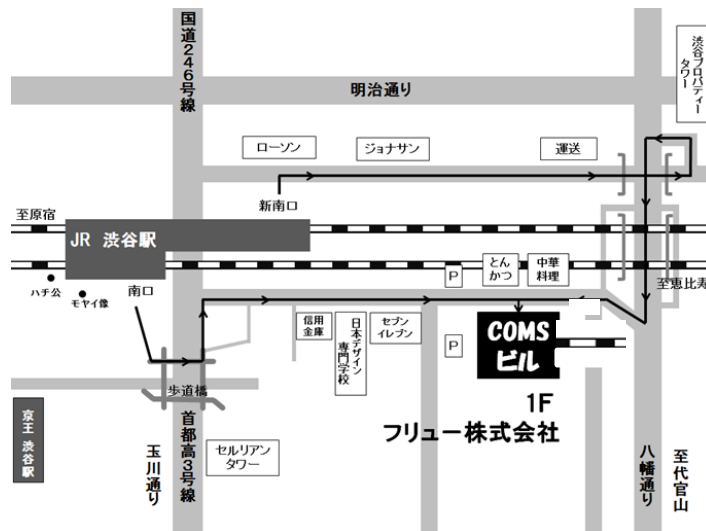 国道246号線
渋谷プロパティー
タワー
明治通り
ローソン
ジョナサン
運送
新南口
至原宿
JR 渋谷駅
とん
かつ
中華
料理
P
至恵比寿
ハチ公
モヤイ像
南口
信用
金庫
日本デザイン
専門学校
セブン
イレブン
P
COMS
ビル
歩道橋
1F
フリュー株式会社
京王 渋谷駅
玉川通り
首都高3号線
セルリアン
タワー
八幡通り
至代官山